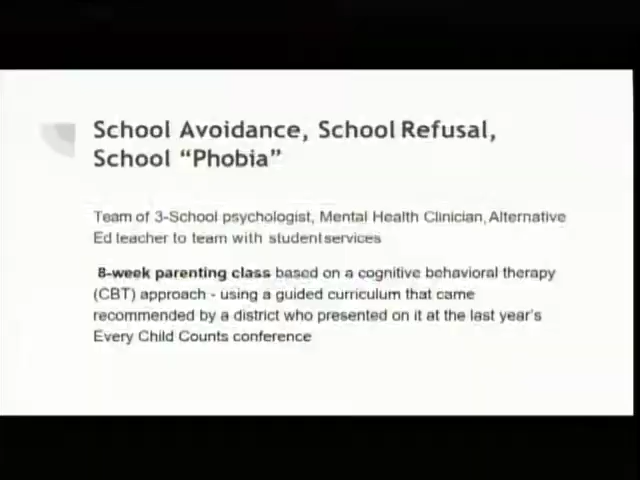 School Avoidance, School Refusal,
School “Phobia”
Team of 3-School psychologist, Mental Health Clinician, Alternative
Ed teacher to team with student services
8-week parenting class based on a cognitive behavioral therapy
(CBT) approach - using a guided curriculum that came
recommended by a district who presented on it at the last year's
Every Child Counts conference